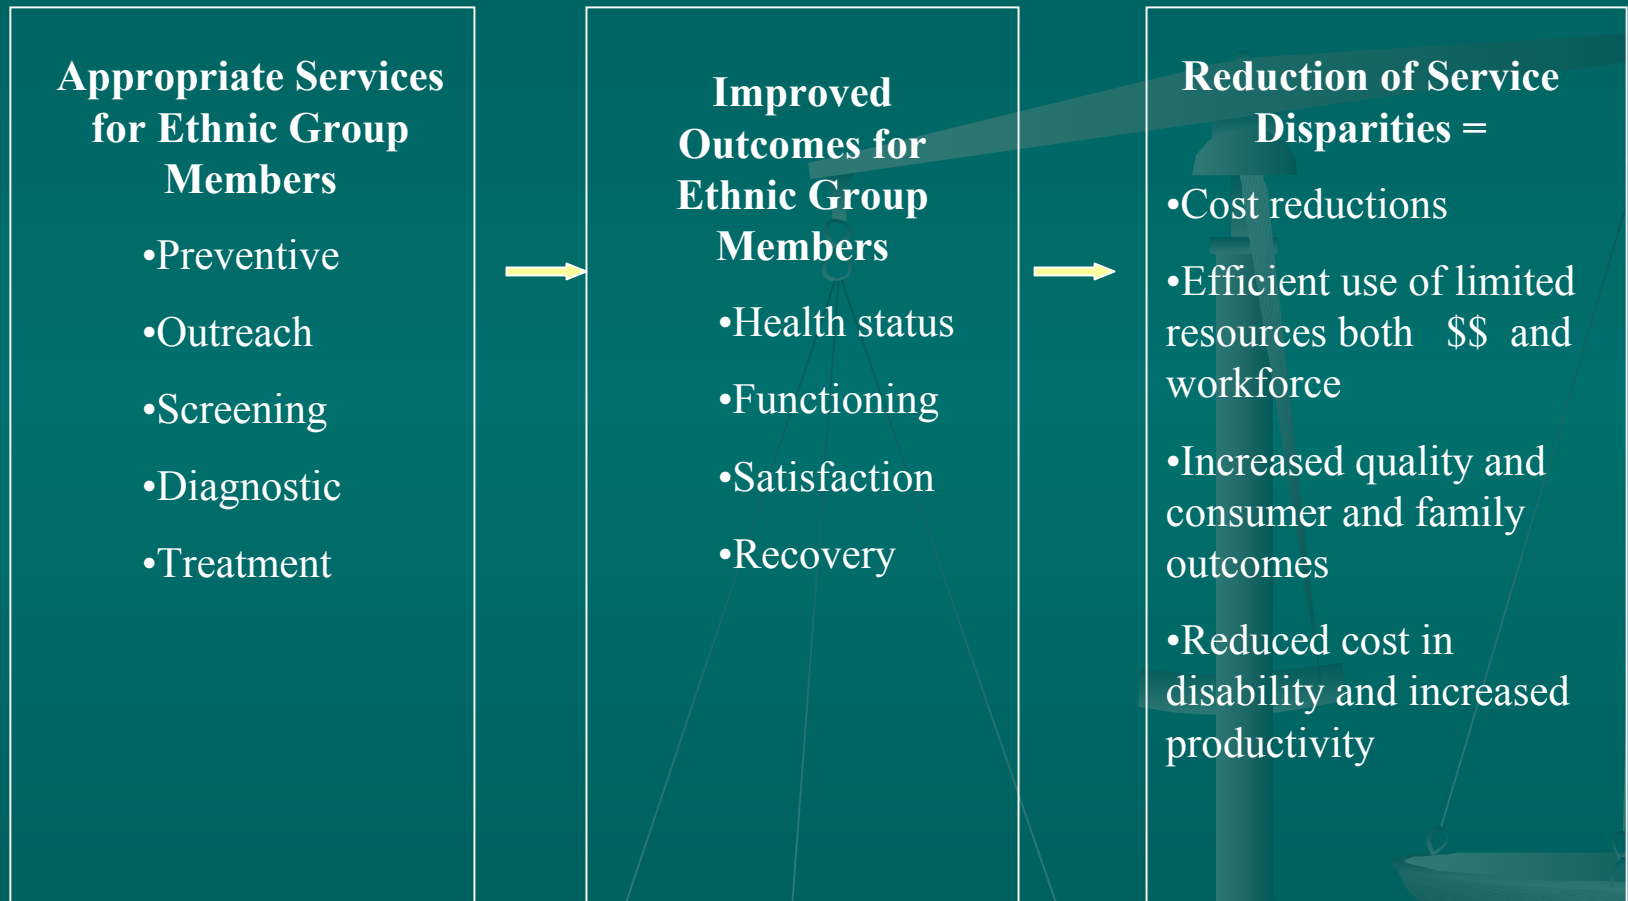 Appropriate Services
for Ethnic Group
Members
•Preventive
•Outreach
•Screening
•Diagnostic
•Treatment
Improved
Outcomes for
Ethnic Group
Members
•Health status
•Functioning
•Satisfaction
•Recovery
Reduction of Service
Disparities =
•Cost reductions
•Efficient use of limited
resources both $$ and
workforce
•Increased quality and
consumer and family
outcomes
•Reduced cost in
disability and increased
productivity